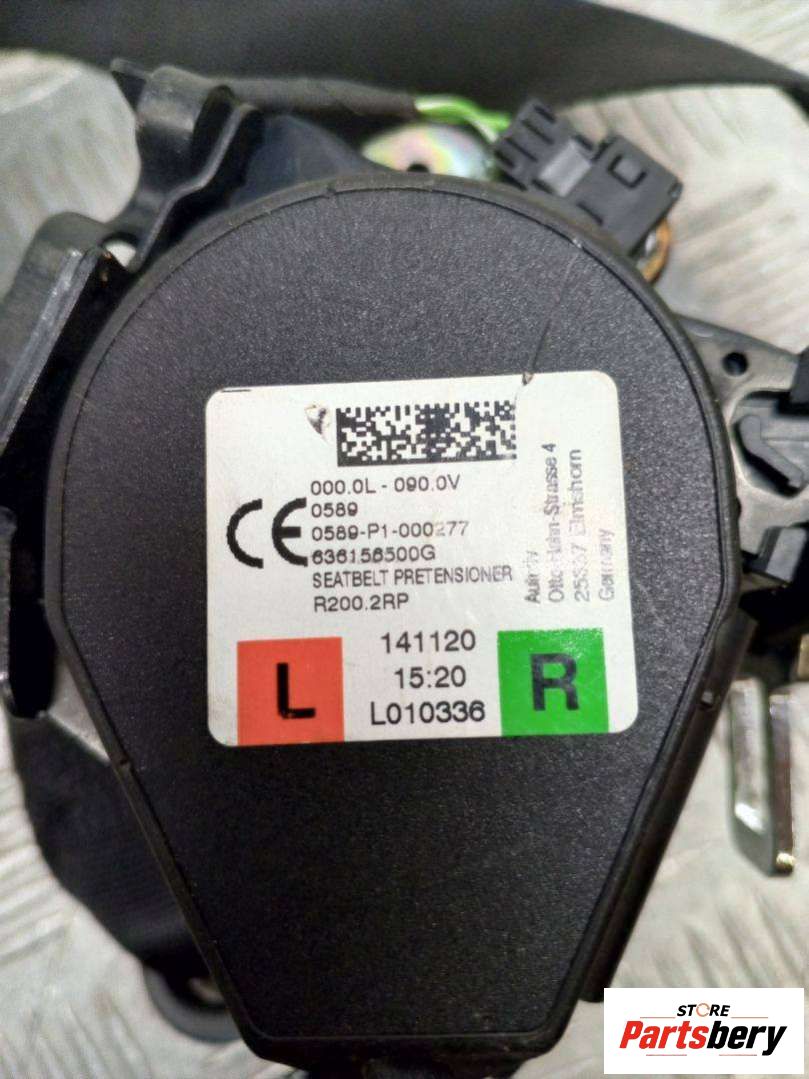 000.0L - 090.0V
0589
0589-P1-000277
636156500G
SEATBELT PRETENSIONER
R200.2RP
Otto-Hahn-Strasse 4
25337 Elmshorn
Germany
L
141120
15:20
L010336
R
STORE
Partsbery